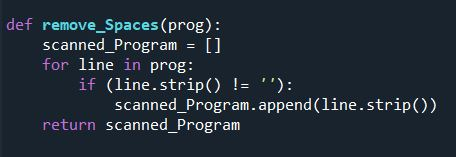 def remove_Spaces(prog):
    scanned_Program = []
    for line in prog:
        if (line.strip() != ''):
            scanned_Program.append(line.strip())
    return scanned_Program